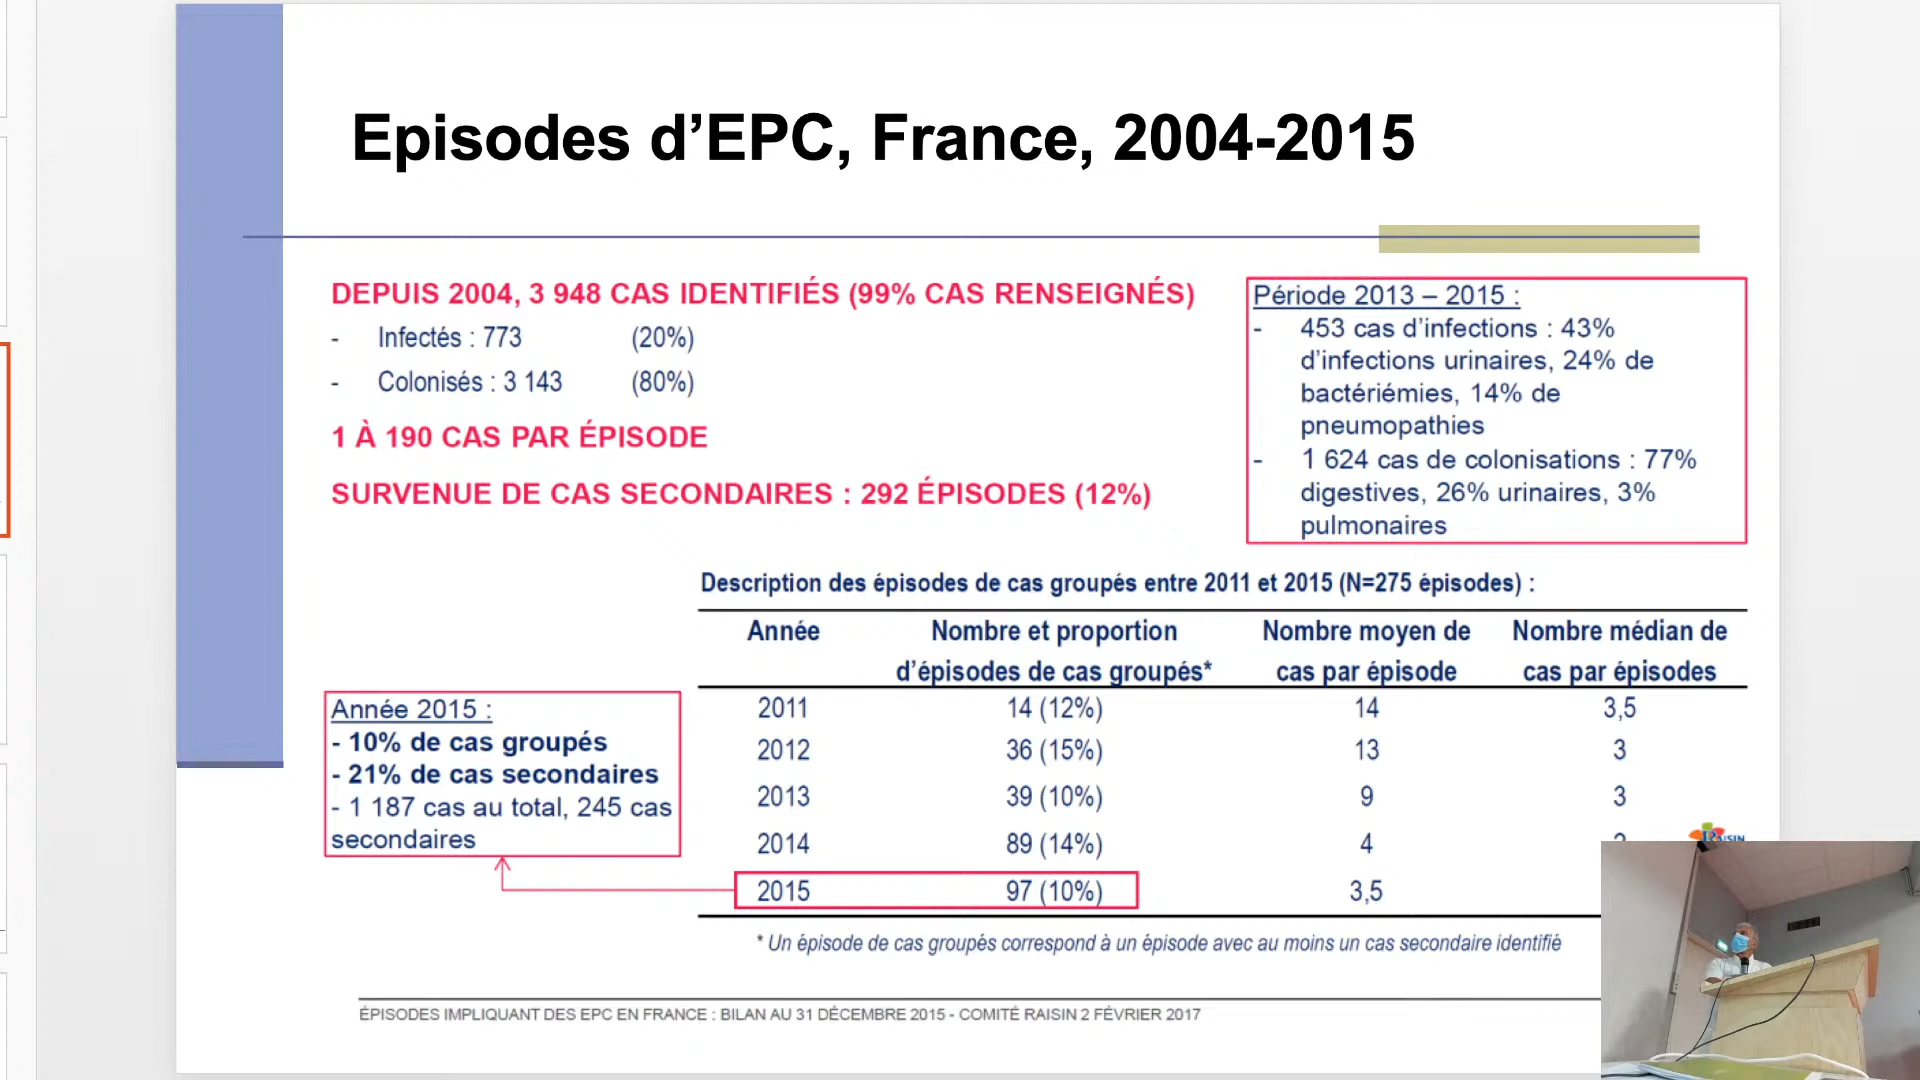 Episodes d’EPC, France, 2004-2015
DEPUIS 2004, 3 948 CAS IDENTIFIÉS (99% CAS RENSEIGNÉS)
- Infectés : 773 (20%)
- Colonisés : 3 143 (80%)
1 À 190 CAS PAR ÉPISODE
SURVENUE DE CAS SECONDAIRES : 292 ÉPISODES (12%)
Période 2013 – 2015 :
- 453 cas d’infections : 43%
d’infections urinaires, 24% de
bactériémies, 14% de
pneumopathies
- 1 624 cas de colonisations : 77%
digestives, 26% urinaires, 3%
pulmonaires
Description des épisodes de cas groupés entre 2011 et 2015 (N=275 épisodes) :
Année Nombre et proportion Nombre moyen de Nombre médian de
d’épisodes de cas groupés* cas par épisode cas par épisodes
2011 14 (12%) 14 3,5
2012 36 (15%) 13 3
2013 39 (10%) 9 3
2014 89 (14%) 4
2015 97 (10%) 3,5
Année 2015 :
- 10% de cas groupés
- 21% de cas secondaires
- 1 187 cas au total, 245 cas
secondaires
* Un épisode de cas groupés correspond à un épisode avec au moins un cas secondaire identifié
RAISIN
ÉPISODES IMPLIQUANT DES EPC EN FRANCE : BILAN AU 31 DÉCEMBRE 2015 - COMITÉ RAISIN 2 FÉVRIER 2017